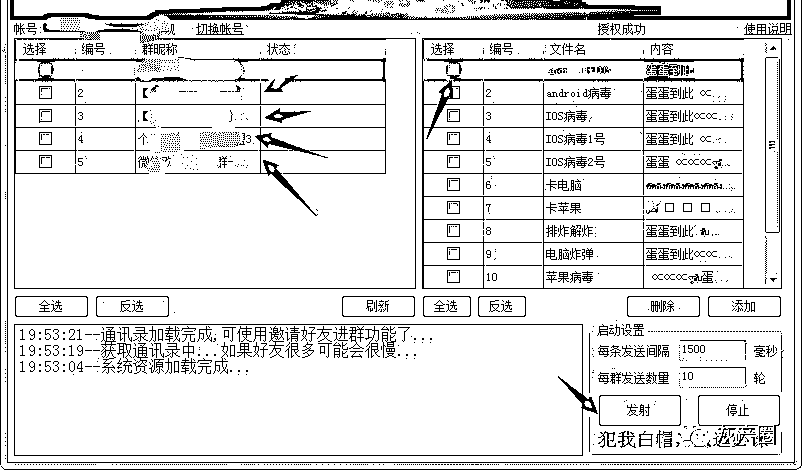 帐号: 切换帐号 授权成功 使用说明
选择 编号 群昵称 状态
2 【
3 【 】...
4 个 】3.
5 微 群-...
选择 编号 文件名 内容
蛋蛋到此
2 android病毒 蛋蛋到此
3 IOS病毒, 蛋蛋到此
4 IOS病毒1号 蛋蛋到此
5 IOS病毒2号 蛋蛋
6 卡电脑
7 卡苹果
8 排炸解炸 蛋蛋到此
9 电脑炸弹 蛋蛋到此
10 苹果病毒 蛋...
全选 反选 刷新 全选 反选 删除 添加
19:53:21--通讯录加载完成,可使用邀请好友进群功能了...
19:53:19--获取通讯录中...如果好友很多可能会很慢...
19:53:04--系统资源加载完成...
启动设置
每条发送间隔 1500 毫秒
每群发送数量 10 轮
发射 停止
犯我白帽,